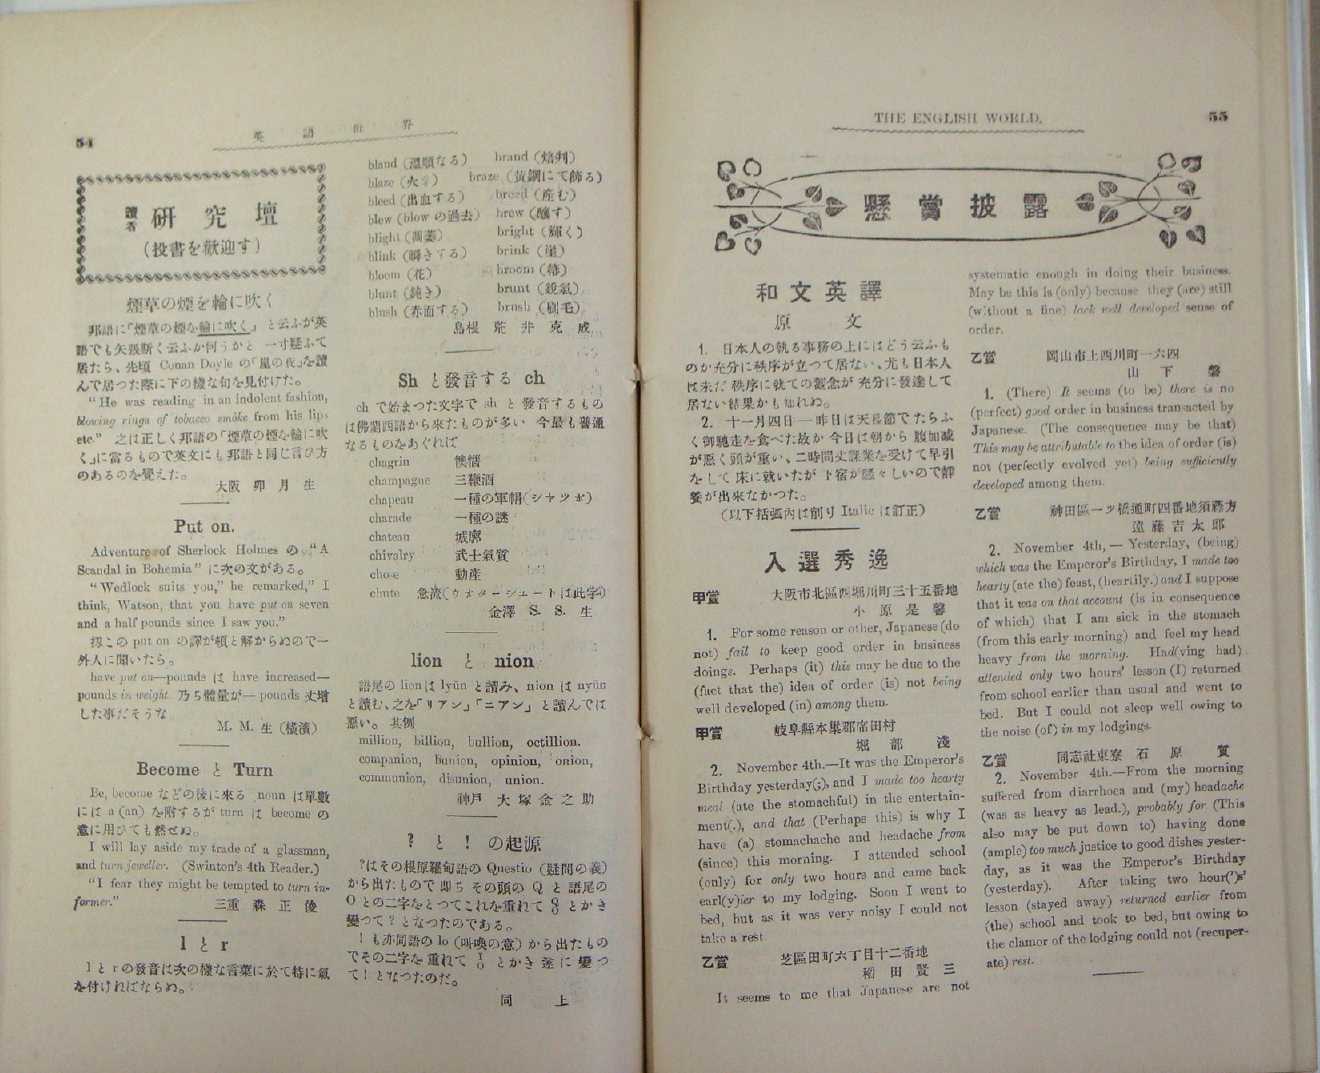 54
英語世界
讀者 研究壇
(投書を歡迎す)
煙草の煙を輪に吹く
邦語に「煙草の煙を輪に吹く」と云ふが英
語でも矢張斯く云ふか何うかと一寸疑ふて
居たら、先頃 Conan Doyle の「星の夜」を讀
んで居つた際に下の樣な句を見付けた。
"He was reading in an indolent fashion,
blowing rings of tobacco smoke from his lips
etc." 之は正しく邦語の「煙草の煙を輪に吹
く」に當るもので英文にも邦語と同じ言ひ方
のあるのを覺えた。
大阪 卯月生
Put on.
Adventure of Sherlock Holmes の "A
Scandal in Bohemia" に次の文がある。
"Wedlock suits you," he remarked," I
think, Watson, that you have put on seven
and a half pounds since I saw you."
扨この put on の譯が頓と解からぬので一
外人に聞いたら。
have put on—pounds は have increased—
pounds in weight. 乃ち體量が— pounds 丈增
した事ださうな
M. M. 生 (橫濱)
Become と Turn
Be, become などの後に來る noun は單數
には a (an) を附するが turn は become の
意に用ひても然せぬ。
I will lay aside my trade of a glassman,
and turn jeweller. (Swinton's 4th Reader.)
"I fear they might be tempted to turn in-
former."
三重 森正優
l と r
l と r の發音は次の樣な言葉に於て特に氣
を付ければならぬ。
bland (溫順なる) brand (烙判)
blaze braze (黃銅にて飾る)
bleed (出血する) breed (產む)
blew (blow の過去) brew (釀す)
blight bright (輝く)
blink (瞬きする) brink (崖)
bloom (花) broom (箒)
blunt (鈍き) brunt
blush (赤面する) brush (刷毛)
島根 荒井克成
Sh と發音する ch
ch で始まつた文字で sh と發音するもの
は佛蘭西語から來たものが多い 今最も普通
なるものをあぐれば
chagrin 懊惱
champagne 三鞭酒
chapeau 一種の軍帽(シヤツポ)
charade 一種の謎
chateau 城廓
chivalry 武士氣質
chose 動產
chute 急流(ウオターシユートは此字)
金澤 S. S. 生
lion と nion
語尾の lion は lyŭn と讀み、nion は nyŭn
と讀む、之を「リアン」「ニアン」と讀んでは
惡い。其例
million, billion, bullion, octillion.
companion, bunion, opinion, onion,
communion, disunion, union.
神戶 大塚金之助
? と ! の起源
?はその根原羅甸語の Questio (疑問の義)
から出たもので即ち その頭の Q と語尾の
O との二字をとつてこれを重れて Q O とかき
變つて ? となつたのである。
! も亦同語の Io (叫喚の意) から出たもの
でその二字を重れて I O とかき 遂に變つ
て ! となつたのだ。
同上
THE ENGLISH WORLD.
55
懸賞披露
和文英譯
原文
1. 日本人の執る事務の上にはどう云ふも
のか充分に秩序が立つて居ない、尤も日本人
は未だ秩序に就ての觀念が充分に發達して
居ない結果かも知れぬ。
2. 十一月四日—昨日は天長節でたらふ
く御馳走を食べた故か今日は朝から腹加减
が惡く頭が重い、二時間丈課業を受けて早引
をして床に就いたが下宿が騷々しいので靜
養が出來なかつた。
(以下括弧內は削り Italic は訂正)
入選秀逸
甲賞 大阪市北區西堀川町三十五番地
小原是馨
1. For some reason or other, Japanese (do
not) fail to keep good order in business
doings. Perhaps (it) this may be due to the
(fact that the) idea of order (is) not being
well developed (in) among them.
甲賞 岐阜縣本巢郡席田村
堀部淺
2. November 4th.—It was the Emperor's
Birthday yesterday(;), and I made too hearty
meal (ate the stomachful) in the entertain-
ment(.), and that (Perhaps this) is why I
have (a) stomachache and headache from
(since) this morning. I attended school
(only) for only two hours and came back
earl(y)ier to my lodging. Soon I went to
bed, but as it was very noisy I could not
take a rest.
乙賞 芝區田町六丁目十二番地
稻田賢三
It seems to me that Japanese are not
systematic enough in doing their business.
May be this is (only) because they (are) still
(without a fine) lack well developed sense of
order.
乙賞 岡山市上西川町一六四
山下馨
1. (There) It seems (to be) there is no
(perfect) good order in business transacted by
Japanese. (The consequence may be that)
This may be attributable to the idea of order (is)
not (perfectly evolved yet) being sufficiently
developed among them.
乙賞 神田區一ツ橋通町四番地須藤方
遠藤吉太郎
2. November 4th,— Yesterday, (being)
which was the Emperor's Birthday, I made too
hearty (ate the) feast, (heartily.) and I suppose
that it was on that account (is in consequence
of which) that I am sick in the stomach
(from this early morning) and feel my head
heavy from the morning. Had(ving had)
attended only two hours' lesson (I) returned
from school earlier than usual and went to
bed. But I could not sleep well owing to
the noise (of) in my lodgings.
乙賞 同志社東寮 石原質
2. November 4th.—From the morning
suffered from diarrhoea and (my) headache
(was as heavy as lead.), probably for (This
also may be put down to) having done
(ample) too much justice to good dishes yester-
day, as it was the Emperor's Birthday
(yesterday). After taking two hour(')s'
lesson (stayed away) returned earlier from
(the) school and took to bed, but owing to
the clamor of the lodging could not (recuper-
ate) rest.